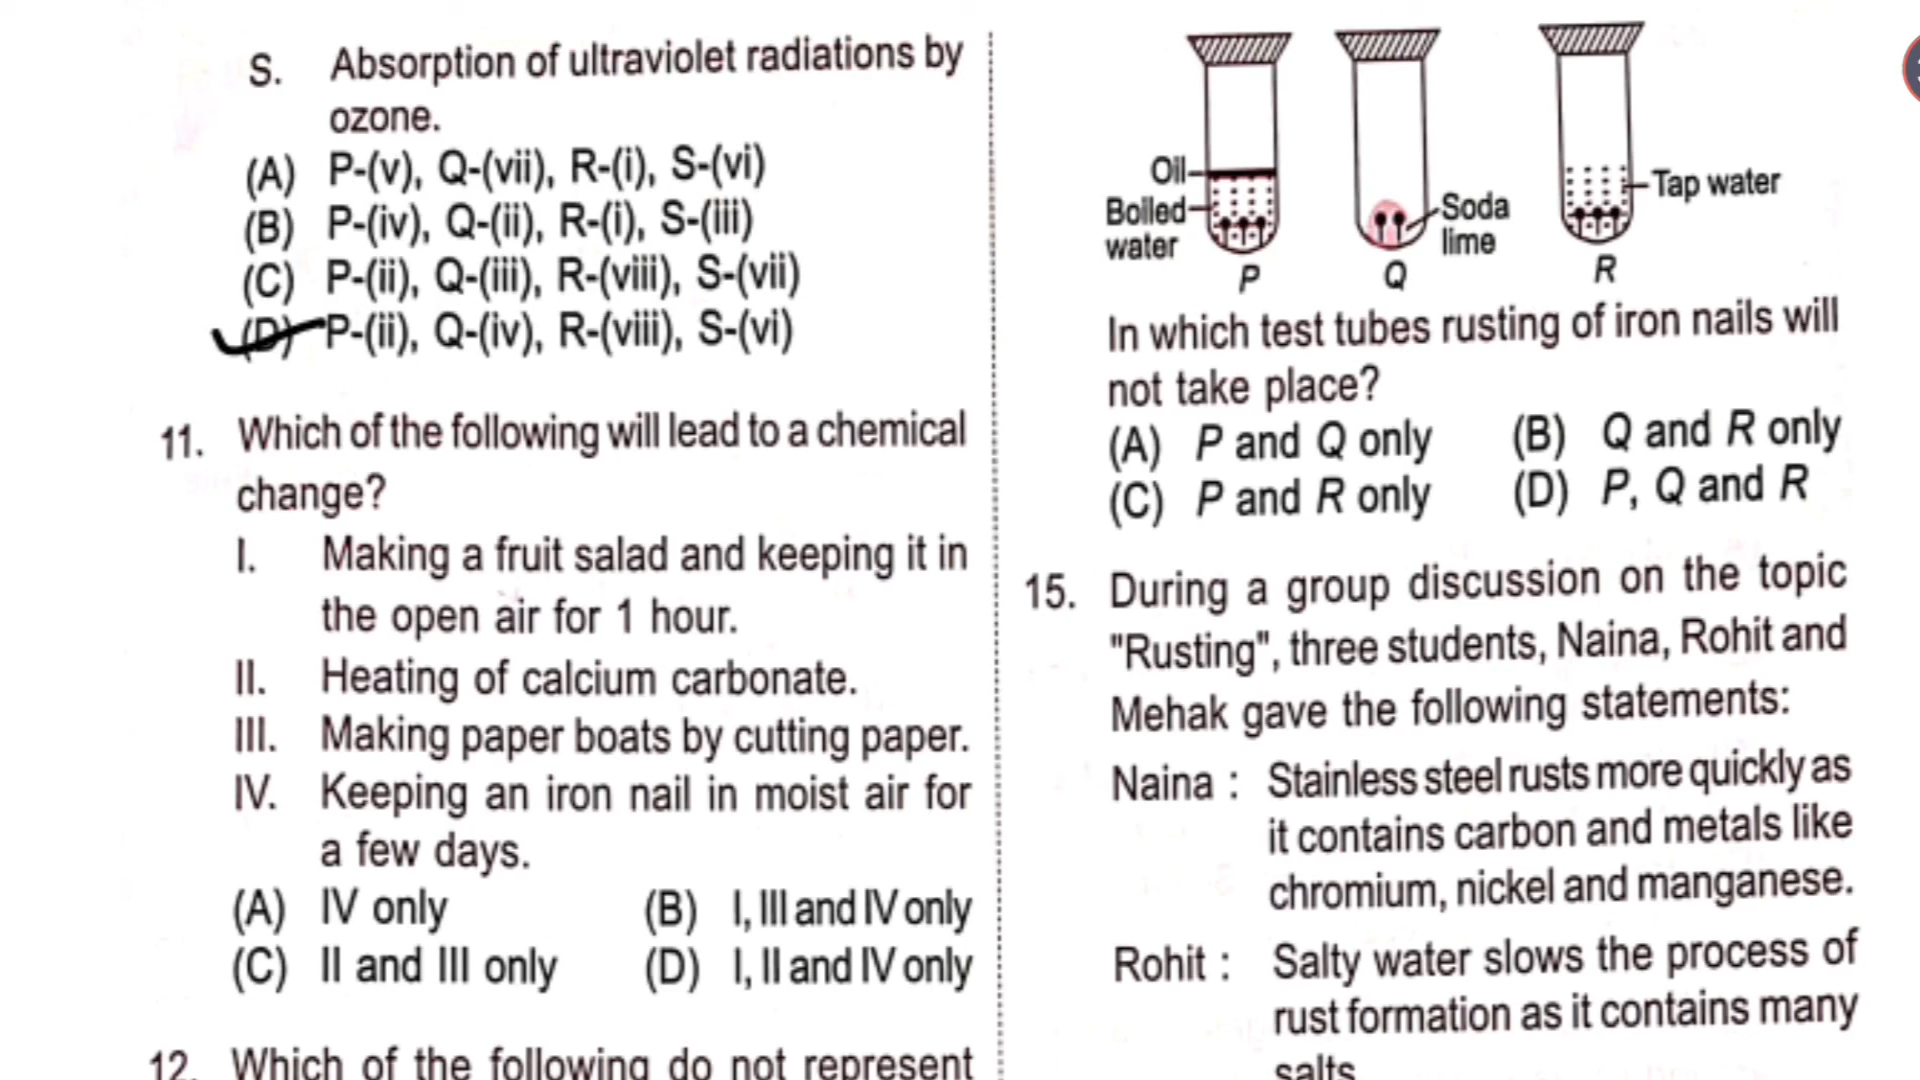 S. Absorption of ultraviolet radiations by
ozone.
(A) P-(v), Q-(vii), R-(i), S-(vi)
(B) P-(iv), Q-(ii), R-(i), S-(iii)
(C) P-(ii), Q-(iii), R-(viii), S-(vii)
(D) P-(ii), Q-(iv), R-(viii), S-(vi)
11. Which of the following will lead to a chemical
change?
I. Making a fruit salad and keeping it in
the open air for 1 hour.
II. Heating of calcium carbonate.
III. Making paper boats by cutting paper.
IV. Keeping an iron nail in moist air for
a few days.
(A) IV only (B) I, III and IV only
(C) II and III only (D) I, II and IV only
12. Which of the following do not represent
Oil
Boiled
water
Soda
lime
Tap water
P Q R
In which test tubes rusting of iron nails will
not take place?
(A) P and Q only (B) Q and R only
(C) P and R only (D) P, Q and R
15. During a group discussion on the topic
"Rusting", three students, Naina, Rohit and
Mehak gave the following statements:
Naina : Stainless steel rusts more quickly as
it contains carbon and metals like
chromium, nickel and manganese.
Rohit : Salty water slows the process of
rust formation as it contains many
salts